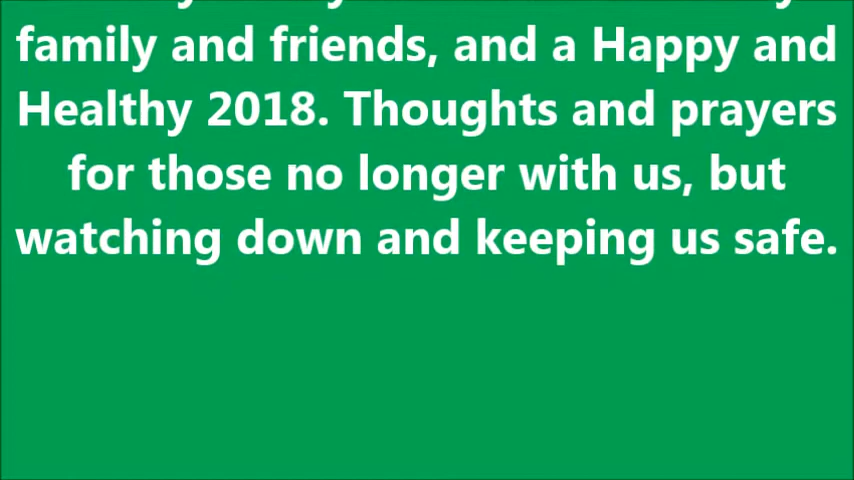 family and friends, and a Happy and
Healthy 2018. Thoughts and prayers
for those no longer with us, but
watching down and keeping us safe.